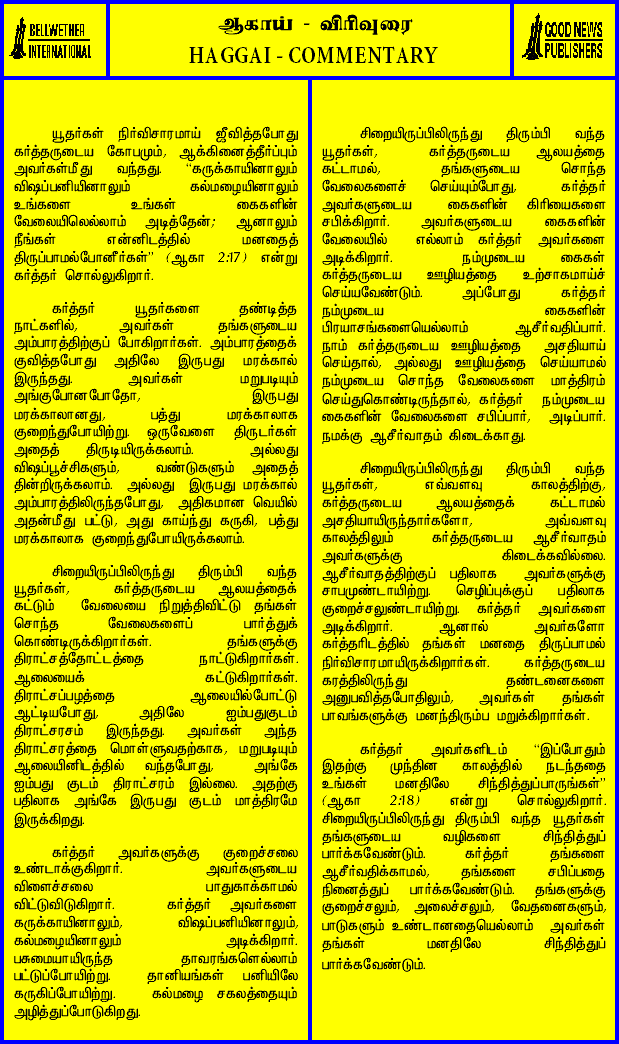 BELLWETHER
INTERNATIONAL
ஆகாய் - விரிவுரை
HAGGAI - COMMENTARY
GOOD NEWS
PUBLISHERS
யூதர்கள் நிர்விசாரமாய் ஜீவித்தபோது
கர்த்தருடைய கோபமும், ஆக்கினைத்தீர்ப்பும்
அவர்கள்மீது வந்தது. “கருக்காயினாலும்
விஷப்பனியினாலும் கல்மழையினாலும்
உங்களை உங்கள் கைகளின்
வேலையிலெல்லாம் அடித்தேன்; ஆனாலும்
நீங்கள் என்னிடத்தில் மனதைத்
திருப்பாமல்போனீர்கள்” (ஆகா 2:17) என்று
கர்த்தர் சொல்லுகிறார்.
கர்த்தர் யூதர்களை தண்டித்த
நாட்களில், அவர்கள் தங்களுடைய
அம்பாரத்திற்குப் போகிறார்கள். அம்பாரத்தைக்
குவித்தபோது அதிலே இருபது மரக்கால்
இருந்தது. அவர்கள் மறுபடியும்
அங்குபோனபோதோ, இருபது
மரக்காலானது, பத்து மரக்காலாக
குறைந்துபோயிற்று. ஒருவேளை திருடர்கள்
அதைத் திருடியிருக்கலாம். அல்லது
விஷப்பூச்சிகளும், வண்டுகளும் அதைத்
தின்றிருக்கலாம். அல்லது இருபது மரக்கால்
அம்பாரத்திலிருந்தபோது, அதிகமான வெயில்
அதன்மீது பட்டு, அது காய்ந்து கருகி, பத்து
மரக்காலாக குறைந்துபோயிருக்கலாம்.
சிறையிருப்பிலிருந்து திரும்பி வந்த
யூதர்கள், கர்த்தருடைய ஆலயத்தைக்
கட்டும் வேலையை நிறுத்திவிட்டு தங்கள்
சொந்த வேலைகளைப் பார்த்துக்
கொண்டிருக்கிறார்கள். தங்களுக்கு
திராட்சத்தோட்டத்தை நாட்டுகிறார்கள்.
ஆலையைக் கட்டுகிறார்கள்.
திராட்சப்பழத்தை ஆலையில்போட்டு
ஆட்டியபோது, அதிலே ஐம்பதுகுடம்
திராட்சரசம் இருந்தது. அவர்கள் அந்த
திராட்சரத்தை மொள்ளுவதற்காக, மறுபடியும்
ஆலையினிடத்தில் வந்தபோது, அங்கே
ஐம்பது குடம் திராட்சரம் இல்லை. அதற்கு
பதிலாக அங்கே இருபது குடம் மாத்திரமே
இருக்கிறது.
கர்த்தர் அவர்களுக்கு குறைச்சலை
உண்டாக்குகிறார். அவர்களுடைய
விளைச்சலை பாதுகாக்காமல்
விட்டுவிடுகிறார். கர்த்தர் அவர்களை
கருக்காயினாலும், விஷப்பனியினாலும்,
கல்மழையினாலும் அடிக்கிறார்.
பசுமையாயிருந்த தாவரங்களெல்லாம்
பட்டுப்போயிற்று. தானியங்கள் பனியிலே
கருகிப்போயிற்று. கல்மழை சகலத்தையும்
அழித்துப்போடுகிறது.
சிறையிருப்பிலிருந்து திரும்பி வந்த
யூதர்கள், கர்த்தருடைய ஆலயத்தை
கட்டாமல், தங்களுடைய சொந்த
வேலைகளைச் செய்யும்போது, கர்த்தர்
அவர்களுடைய கைகளின் கிரியைகளை
சபிக்கிறார். அவர்களுடைய கைகளின்
வேலையில் எல்லாம் கர்த்தர் அவர்களை
அடிக்கிறார். நம்முடைய கைகள்
கர்த்தருடைய ஊழியத்தை உற்சாகமாய்ச்
செய்யவேண்டும். அப்போது கர்த்தர்
நம்முடைய கைகளின்
பிரயாசங்களையெல்லாம் ஆசீர்வதிப்பார்.
நாம் கர்த்தருடைய ஊழியத்தை அசதியாய்
செய்தால், அல்லது ஊழியத்தை செய்யாமல்
நம்முடைய சொந்த வேலைகளை மாத்திரம்
செய்துகொண்டிருந்தால், கர்த்தர் நம்முடைய
கைகளின் வேலைகளை சபிப்பார், அடிப்பார்.
நமக்கு ஆசீர்வாதம் கிடைக்காது.
சிறையிருப்பிலிருந்து திரும்பி வந்த
யூதர்கள், எவ்வளவு காலத்திற்கு,
கர்த்தருடைய ஆலயத்தைக் கட்டாமல்
அசதியாயிருந்தார்களோ, அவ்வளவு
காலத்திலும் கர்த்தருடைய ஆசீர்வாதம்
அவர்களுக்கு கிடைக்கவில்லை.
ஆசீர்வாதத்திற்குப் பதிலாக அவர்களுக்கு
சாபமுண்டாயிற்று. செழிப்புக்குப் பதிலாக
குறைச்சலுண்டாயிற்று. கர்த்தர் அவர்களை
அடிக்கிறார். ஆனால் அவர்களோ
கர்த்தரிடத்தில் தங்கள் மனதை திருப்பாமல்
நிர்விசாரமாயிருக்கிறார்கள். கர்த்தருடைய
கரத்திலிருந்து தண்டனைகளை
அனுபவித்தபோதிலும், அவர்கள் தங்கள்
பாவங்களுக்கு மனந்திரும்ப மறுக்கிறார்கள்.
கர்த்தர் அவர்களிடம் “இப்போதும்
இதற்கு முந்தின காலத்தில் நடந்ததை
உங்கள் மனதிலே சிந்தித்துப்பாருங்கள்”
(ஆகா 2:18) என்று சொல்லுகிறார்.
சிறையிருப்பிலிருந்து திரும்பி வந்த யூதர்கள்
தங்களுடைய வழிகளை சிந்தித்துப்
பார்க்கவேண்டும். கர்த்தர் தங்களை
ஆசீர்வதிக்காமல், தங்களை சபிப்பதை
நினைத்துப் பார்க்கவேண்டும். தங்களுக்கு
குறைச்சலும், அலைச்சலும், வேதனைகளும்,
பாடுகளும் உண்டானதையெல்லாம் அவர்கள்
தங்கள் மனதிலே சிந்தித்துப்
பார்க்கவேண்டும்.